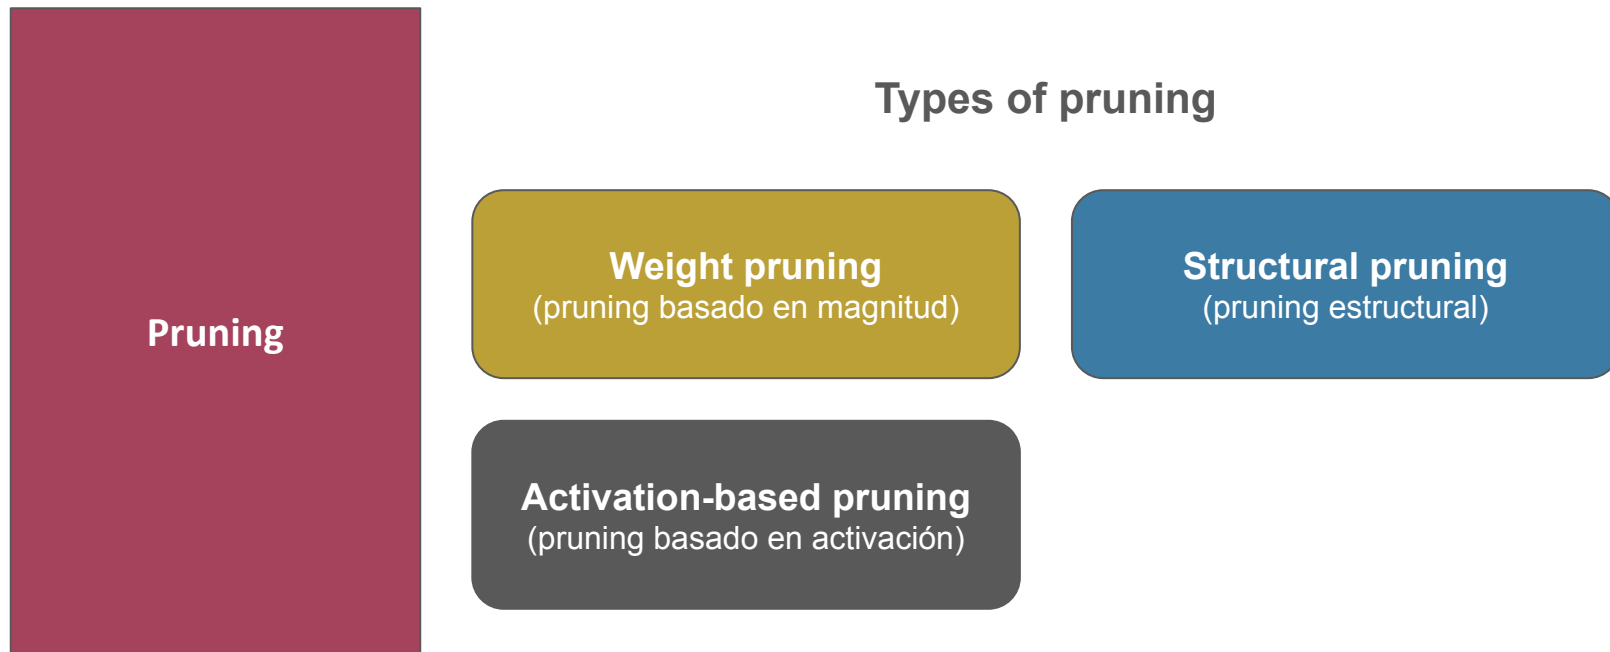 Pruning
Types of pruning
Weight pruning
(pruning basado en magnitud)
Structural pruning
(pruning estructural)
Activation-based pruning
(pruning basado en activación)